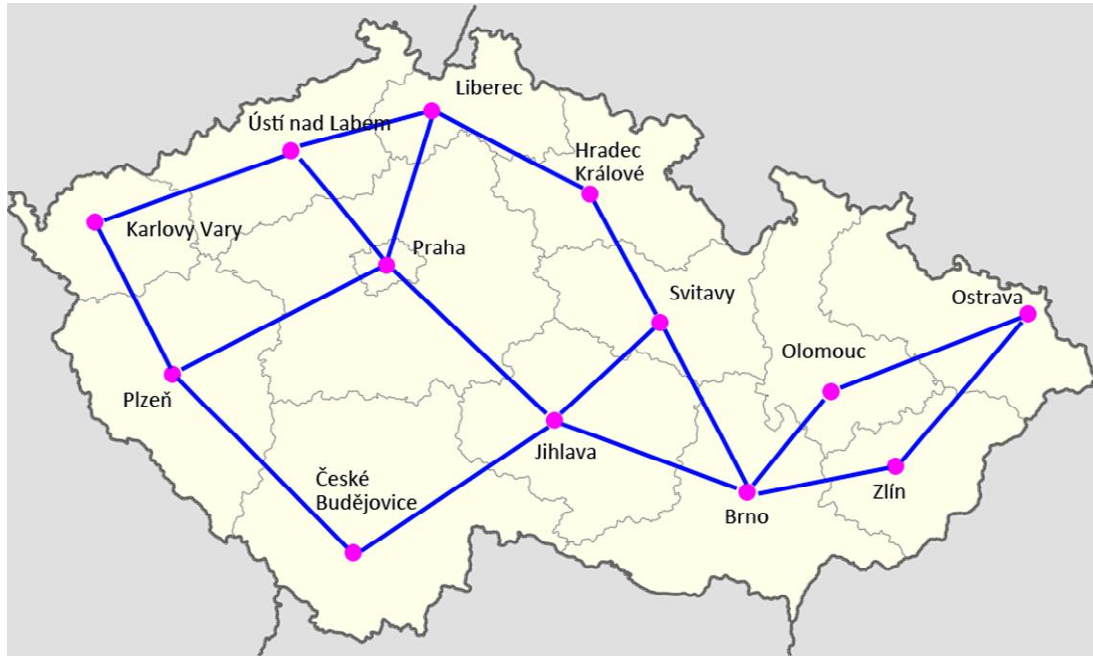 Liberec
Ústí nad Labem
Hradec
Králové
Karlovy Vary
Praha
Svitavy
Ostrava
Olomouc
Plzeň
Jihlava
České
Budějovice
Zlín
Brno